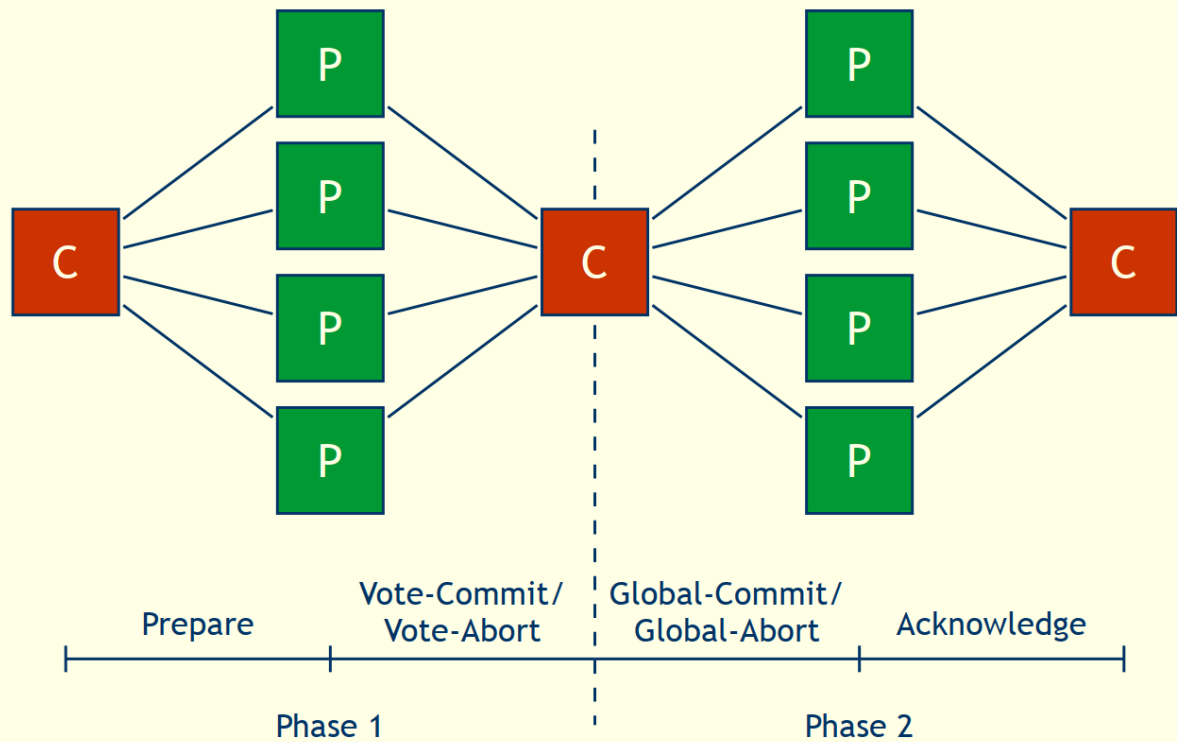 P
P
P
P
P
P
P
P
C
C
C
Vote-Commit/
Vote-Abort
Global-Commit/
Global-Abort
Prepare
Acknowledge
Phase 1
Phase 2